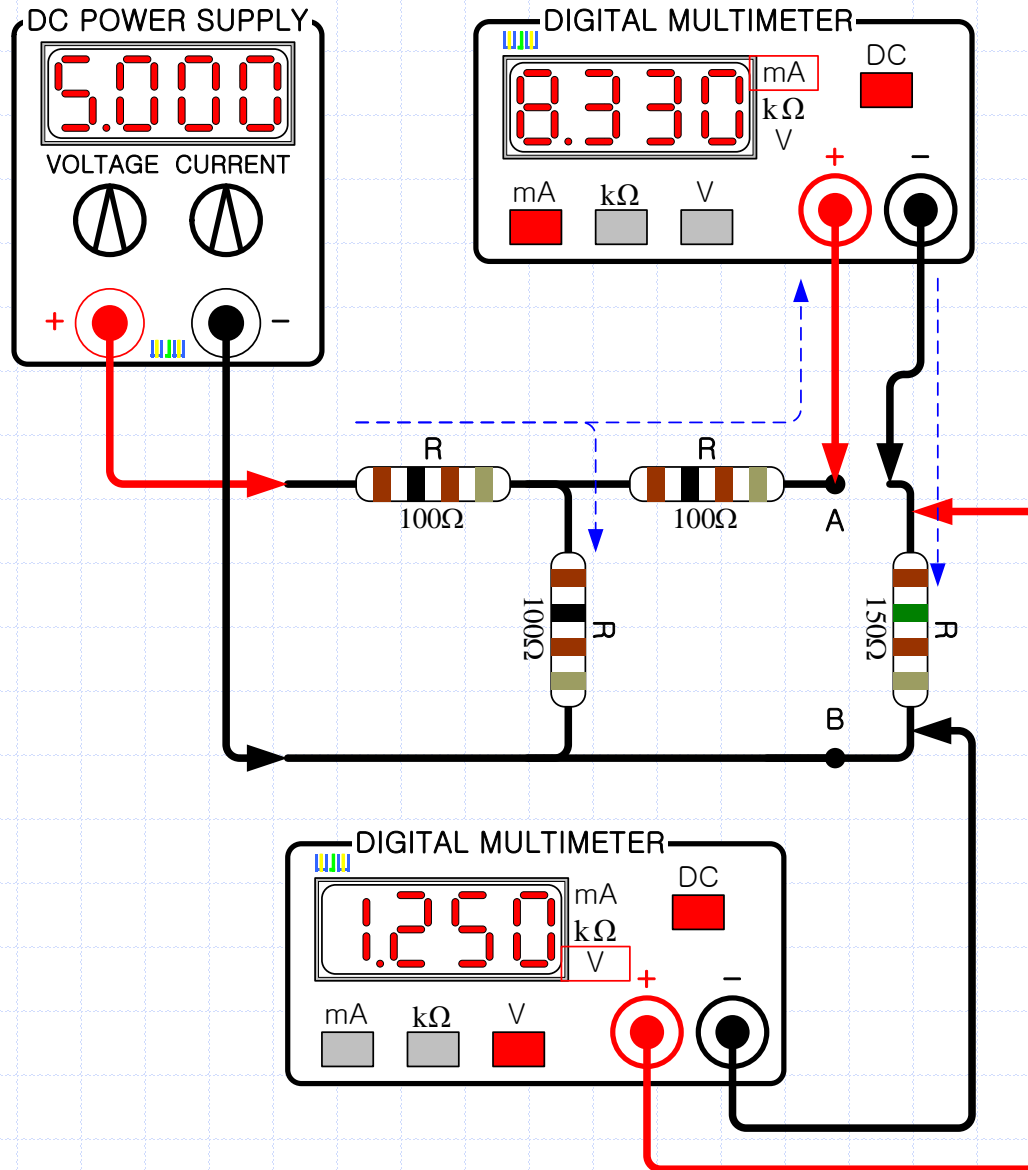 DC POWER SUPPLY
5.000
VOLTAGE CURRENT
+ −
DIGITAL MULTIMETER
8.330
mA
kΩ
V
DC
mA kΩ V
+ −
R
100Ω
R
100Ω
A
100Ω
R
150Ω
R
B
DIGITAL MULTIMETER
1.250
mA
kΩ
V
DC
mA kΩ V
+ −